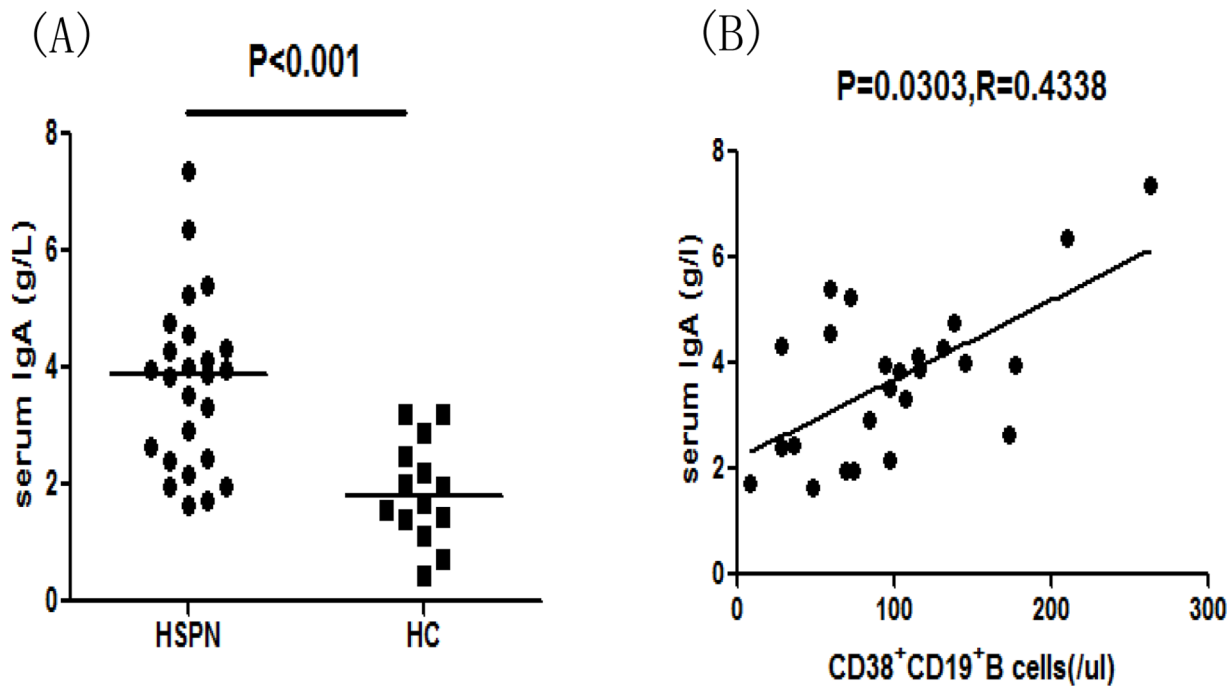 (A)
P<0.001
serum IgA (g/L)
8
6
4
2
0
HSPN
HC
(B)
P=0.0303,R=0.4338
serum IgA (g/l)
8
6
4
2
0
0
100
200
300
CD38⁺CD19⁺B cells(/ul)